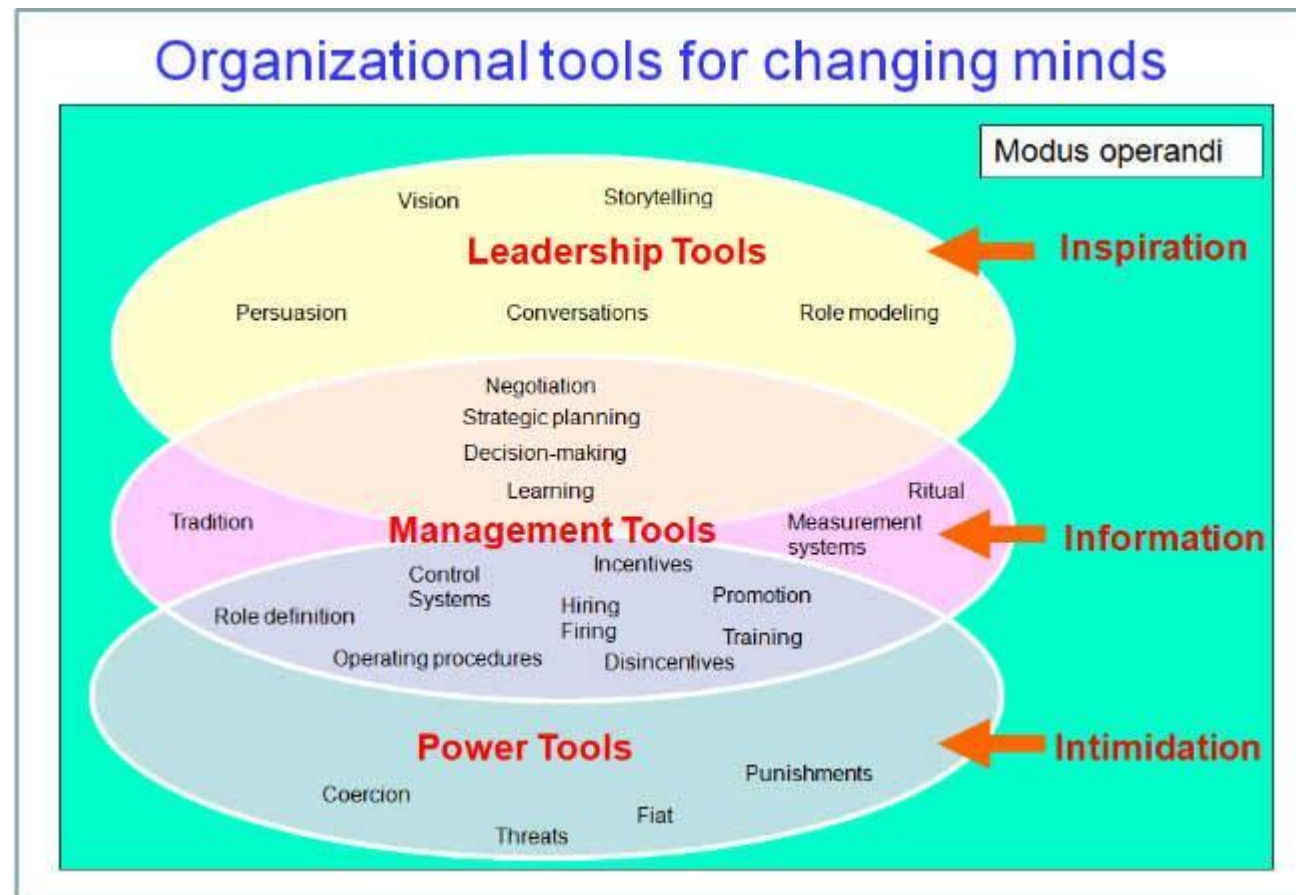 Organizational tools for changing minds
Modus operandi
Vision
Storytelling
Leadership Tools
Inspiration
Persuasion
Conversations
Role modeling
Negotiation
Strategic planning
Decision-making
Learning
Ritual
Tradition
Management Tools
Measurement
systems
Information
Incentives
Control
Systems
Promotion
Hiring
Firing
Role definition
Training
Operating procedures
Disincentives
Power Tools
Intimidation
Punishments
Coercion
Fiat
Threats